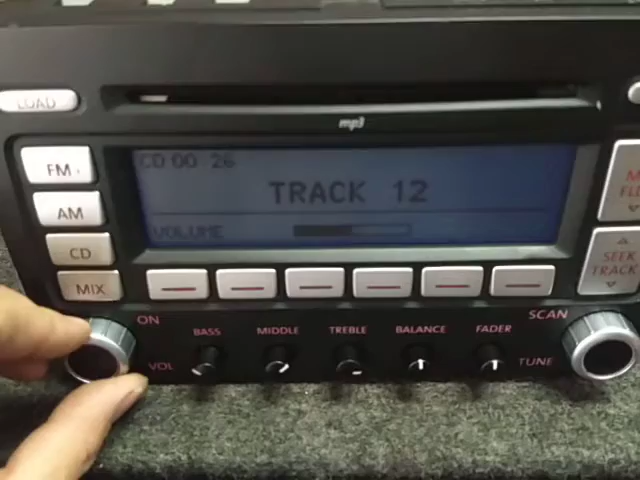 LOAD
mp3
FM
CD 00 26
AM
TRACK 12
CD
VOLUME
SEEK
TRACK
MIX
ON
SCAN
BASS MIDDLE TREBLE BALANCE FADER
VOL
TUNE